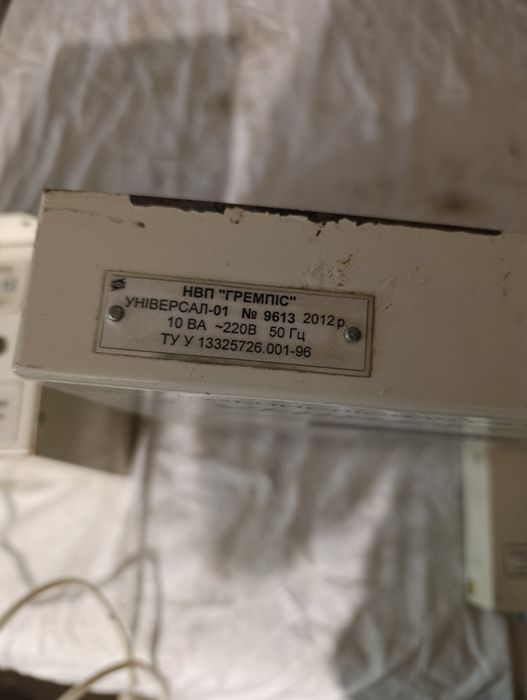 НВП "ГРЕМПІС"
УНІВЕРСАЛ-01 № 9613 2012 р.
10 ВА ~220В 50 Гц
ТУ У 13325726.001-96